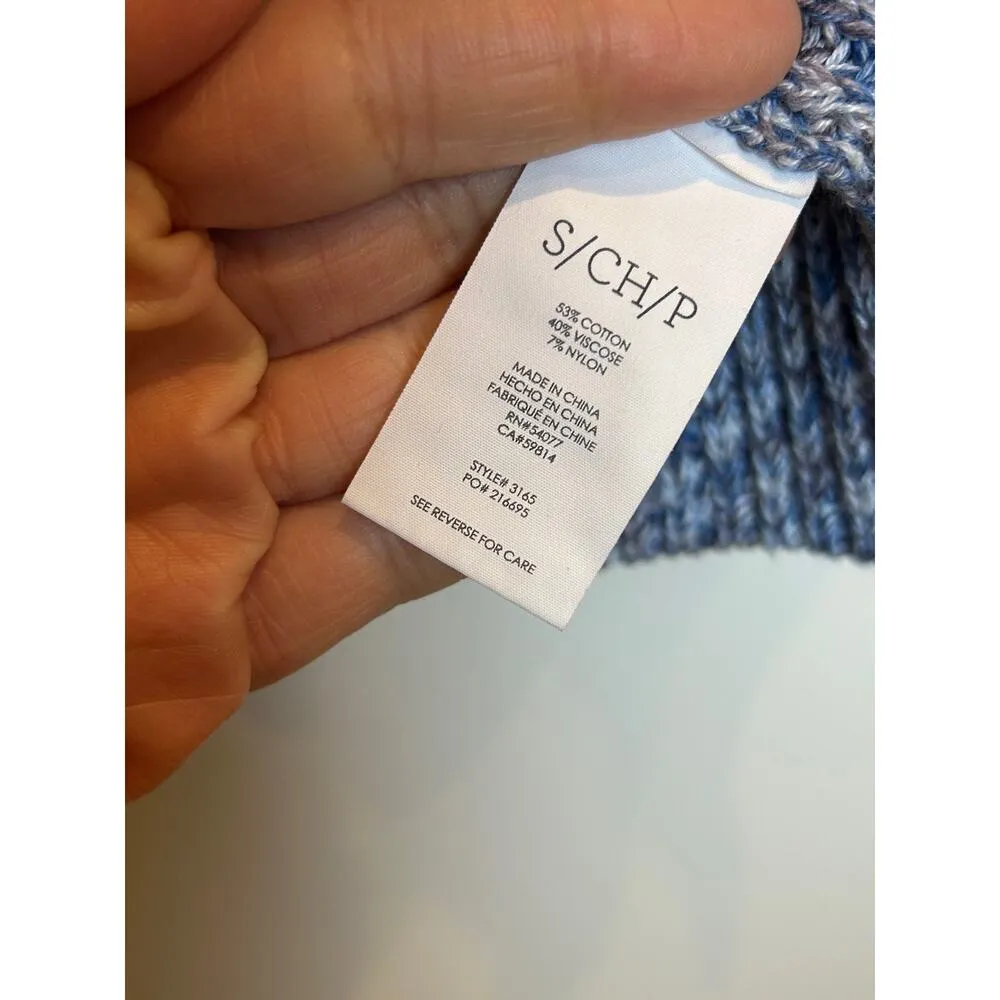 S/CH/P
53% COTTON
40% VISCOSE
7% NYLON
MADE IN CHINA
HECHO EN CHINA
FABRIQUÉ EN CHINE
RN#54077
CA#59814
STYLE# 3165
PO# 216695
SEE REVERSE FOR CARE